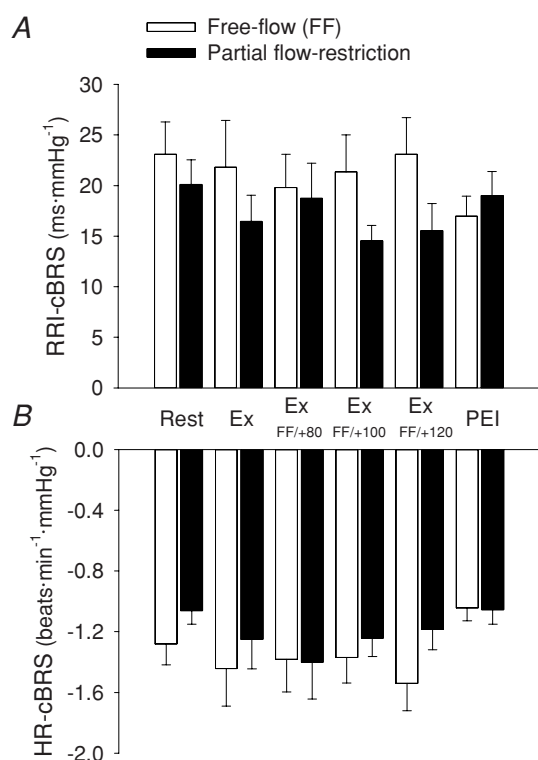 A
Free-flow (FF)
Partial flow-restriction
RRI-cBRS (ms·mmHg⁻¹)
30
25
20
15
10
5
0
B
Rest
Ex
Ex FF/+80
Ex FF/+100
Ex FF/+120
PEI
HR-cBRS (beats·min⁻¹·mmHg⁻¹)
0.0
-0.4
-0.8
-1.2
-1.6
-2.0